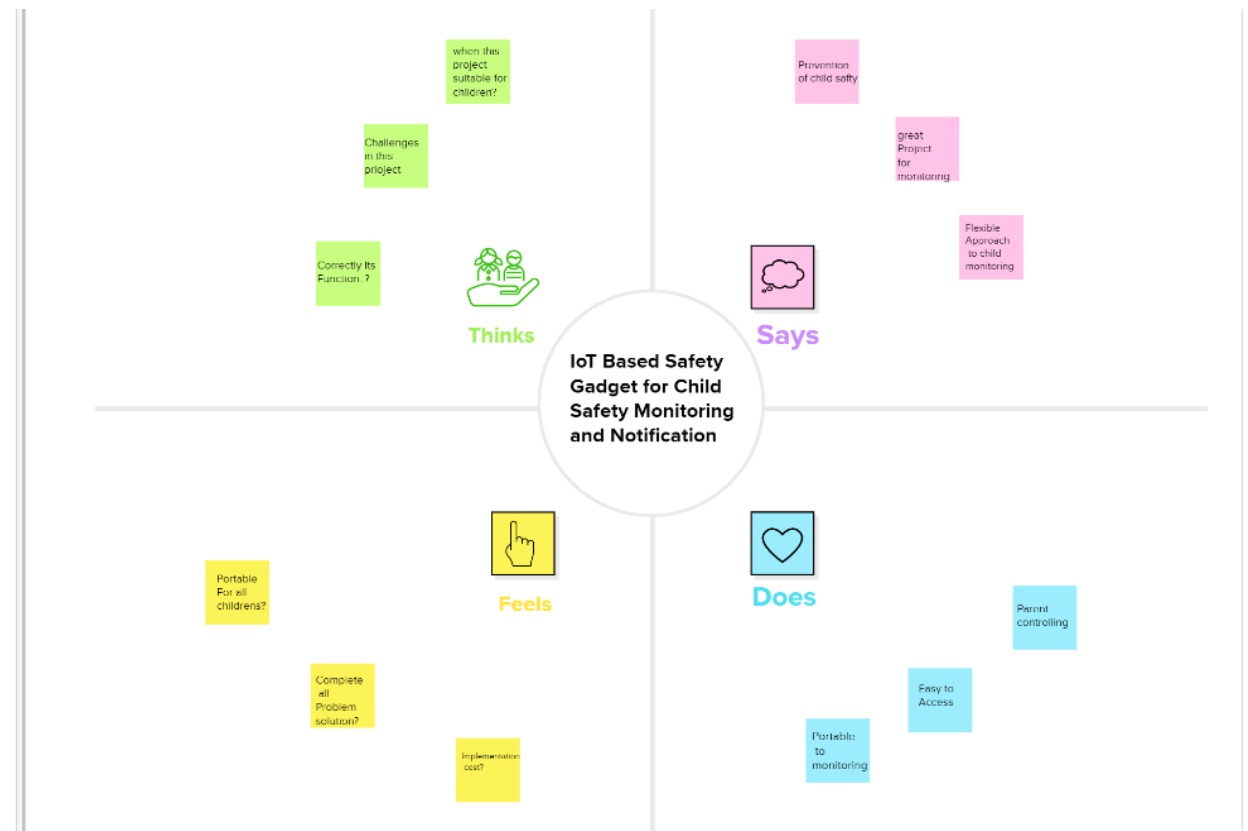 when this
project
suitable for
children?
Challenges
in this
prioject
Correctly Its
Function..?
Thinks
Prevention
of child safty
great
Project
for
monitoring
Flexible
Approach
to child
monitoring
Says
IoT Based Safety
Gadget for Child
Safety Monitoring
and Notification
Feels
Portable
For all
childrens?
Complete
all
Problem
solution?
Implementation
cost?
Does
Parent
controlling
Easy to
Access
Portable
to
monitoring